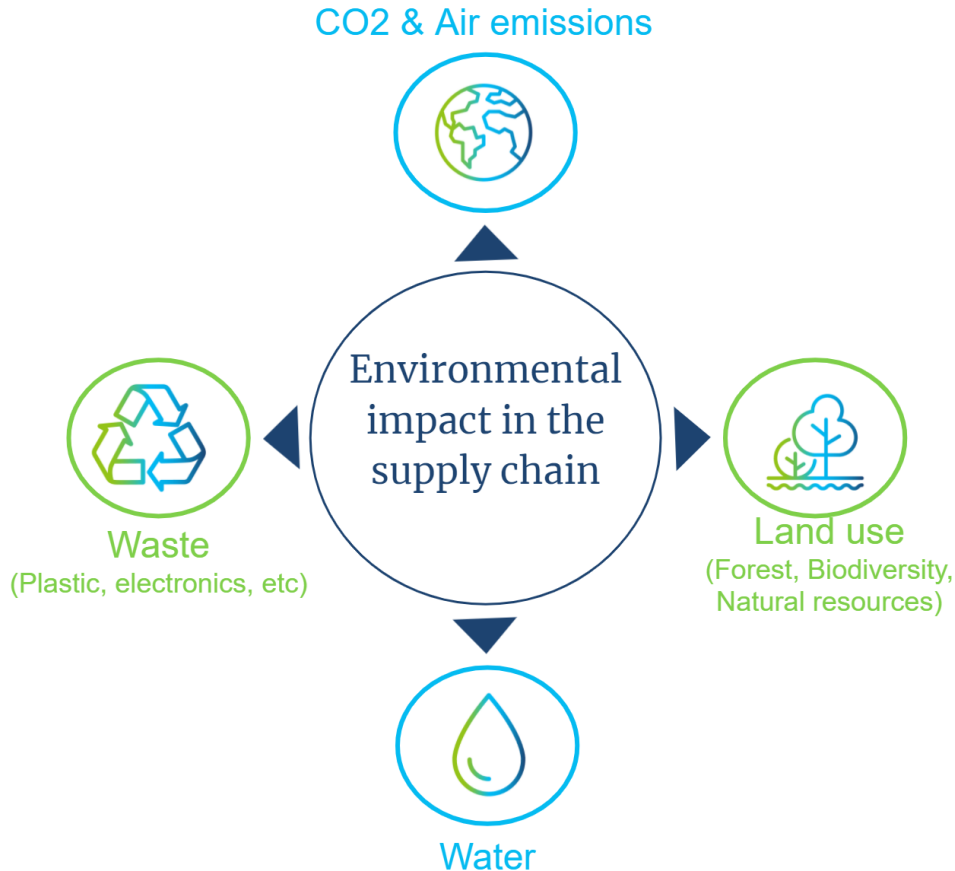 CO2 & Air emissions
Environmental
impact in the
supply chain
Waste
(Plastic, electronics, etc)
Land use
(Forest, Biodiversity,
Natural resources)
Water